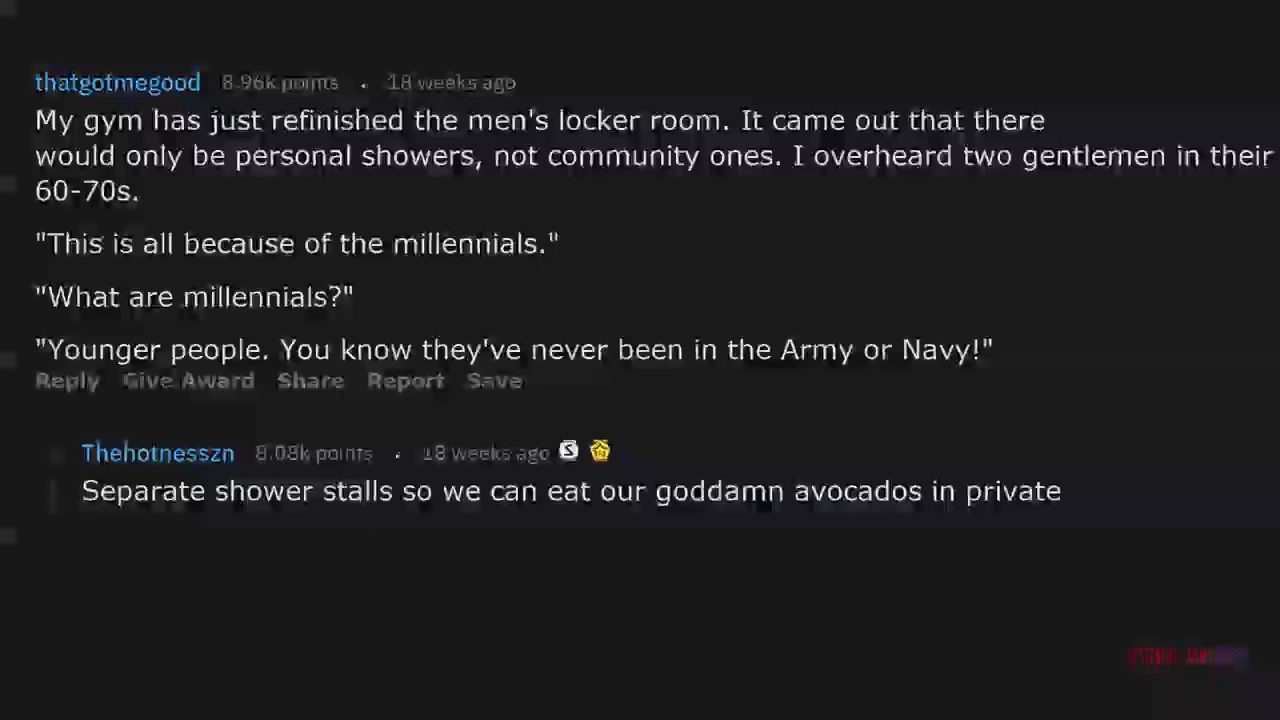 thatgotmegood 8.96k points · 18 weeks ago
My gym has just refinished the men's locker room. It came out that there
would only be personal showers, not community ones. I overheard two gentlemen in their
60-70s.
"This is all because of the millennials."
"What are millennials?"
"Younger people. You know they've never been in the Army or Navy!"
Reply Give Award Share Report Save
Thehotnesszn 8.08k points · 18 weeks ago S
Separate shower stalls so we can eat our goddamn avocados in private